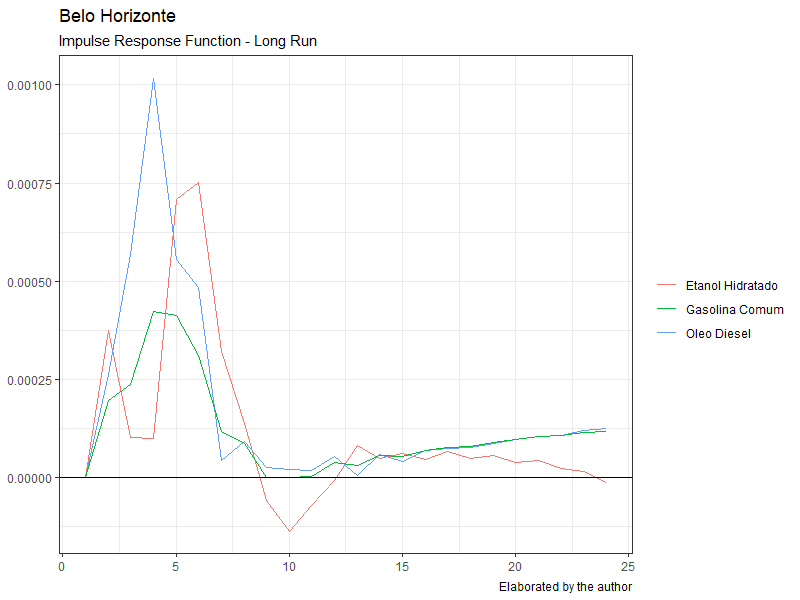 Belo Horizonte
Impulse Response Function - Long Run
0.00100
0.00075
0.00050
0.00025
0.00000
0
5
10
15
20
25
Etanol Hidratado
Gasolina Comum
Oleo Diesel
Elaborated by the author